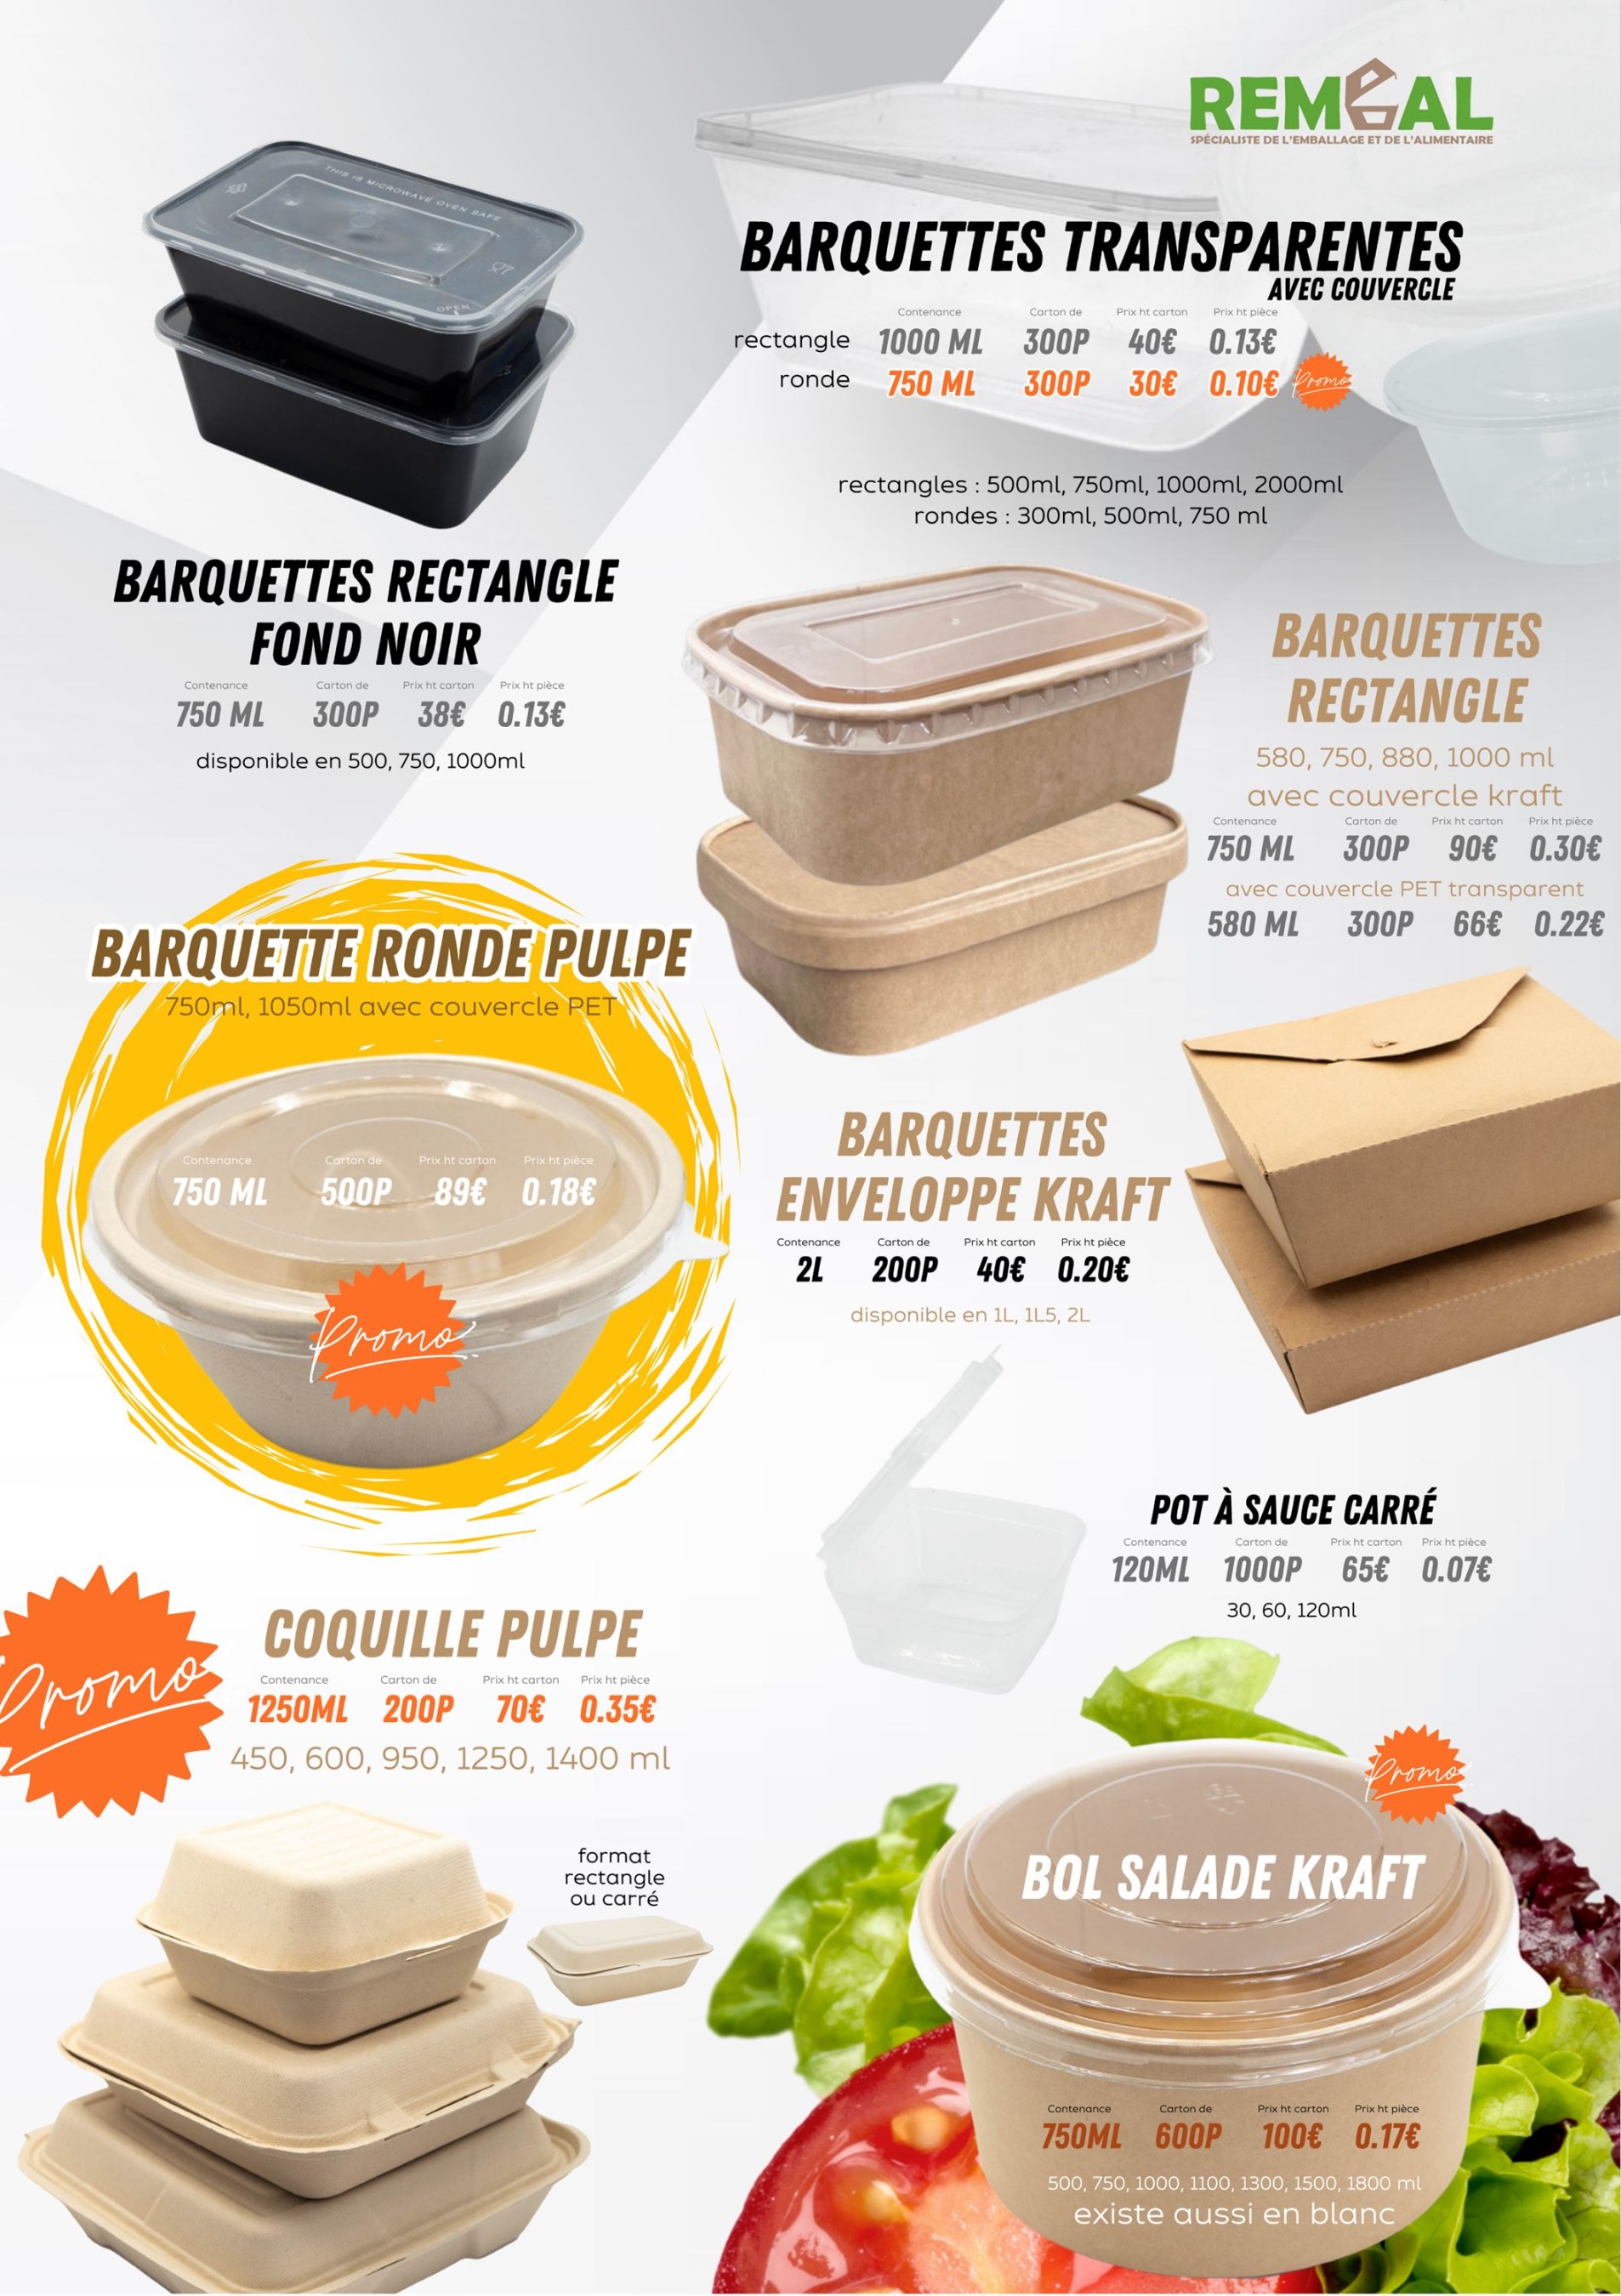 REMEAL
SPÉCIALISTE DE L'EMBALLAGE ET DE L'ALIMENTAIRE
THIS IS MICROWAVE OVEN SAFE
OPEN
BARQUETTES TRANSPARENTES
AVEC COUVERCLE
Contenance Carton de Prix ht carton Prix ht pièce
rectangle 1000 ML 300P 40€ 0.13€
ronde 750 ML 300P 30€ 0.10€ Promo
rectangles : 500ml, 750ml, 1000ml, 2000ml
rondes : 300ml, 500ml, 750 ml
BARQUETTES RECTANGLE
FOND NOIR
Contenance Carton de Prix ht carton Prix ht pièce
750 ML 300P 38€ 0.13€
disponible en 500, 750, 1000ml
BARQUETTES
RECTANGLE
580, 750, 880, 1000 ml
avec couvercle kraft
Contenance Carton de Prix ht carton Prix ht pièce
750 ML 300P 90€ 0.30€
avec couvercle PET transparent
580 ML 300P 66€ 0.22€
BARQUETTE RONDE PULPE
750ml, 1050ml avec couvercle PET
Contenance Carton de Prix ht carton Prix ht pièce
750 ML 500P 89€ 0.18€
Promo
BARQUETTES
ENVELOPPE KRAFT
Contenance Carton de Prix ht carton Prix ht pièce
2L 200P 40€ 0.20€
disponible en 1L, 1L5, 2L
POT À SAUCE CARRÉ
Contenance Carton de Prix ht carton Prix ht pièce
120ML 1000P 65€ 0.07€
30, 60, 120ml
Promo
COQUILLE PULPE
Contenance Carton de Prix ht carton Prix ht pièce
1250ML 200P 70€ 0.35€
450, 600, 950, 1250, 1400 ml
format
rectangle
ou carré
Promo
BOL SALADE KRAFT
Contenance Carton de Prix ht carton Prix ht pièce
750ML 600P 100€ 0.17€
500, 750, 1000, 1100, 1300, 1500, 1800 ml
existe aussi en blanc